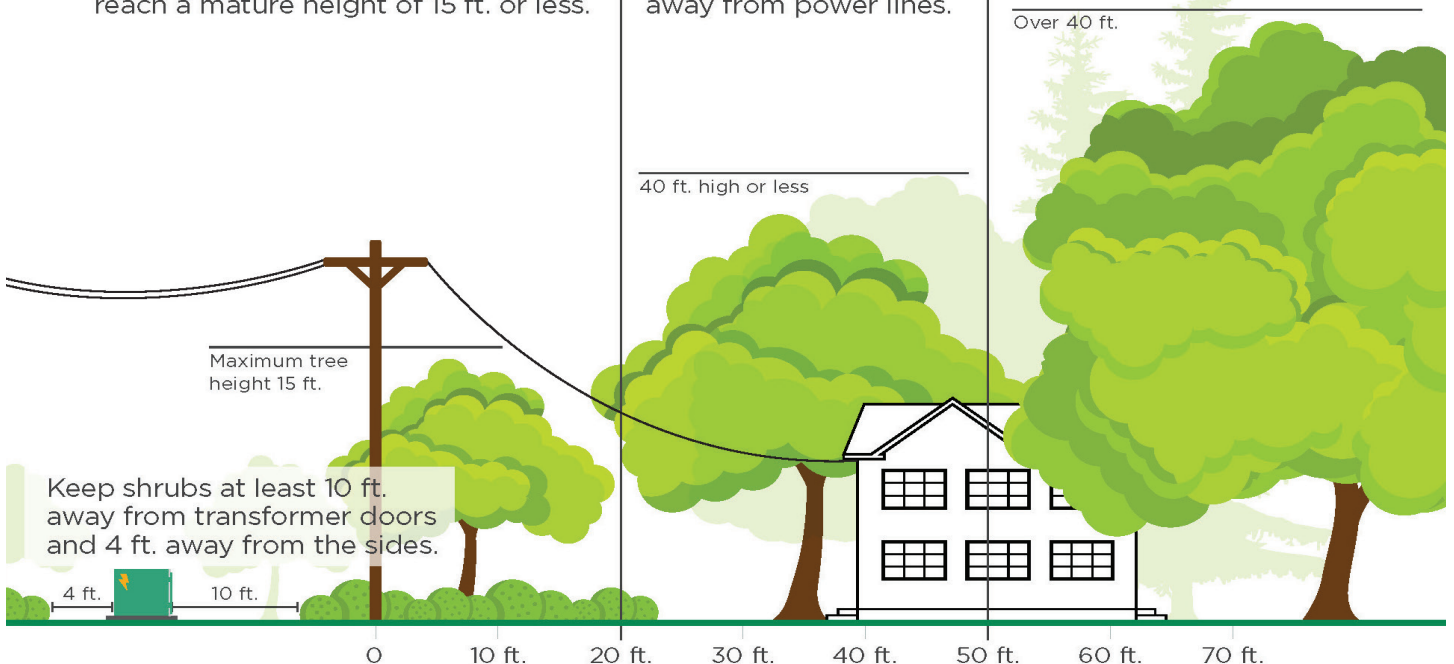 reach a mature height of 15 ft. or less.
away from power lines.
Over 40 ft.
40 ft. high or less
Maximum tree
height 15 ft.
Keep shrubs at least 10 ft.
away from transformer doors
and 4 ft. away from the sides.
4 ft.
10 ft.
0
10 ft.
20 ft.
30 ft.
40 ft.
50 ft.
60 ft.
70 ft.